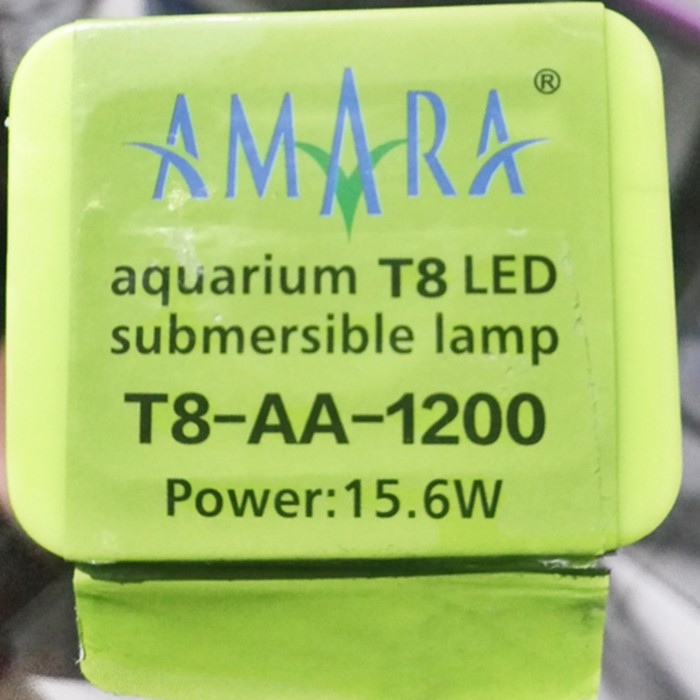 AMARA®
aquarium T8 LED
submersible lamp
T8-AA-1200
Power:15.6W